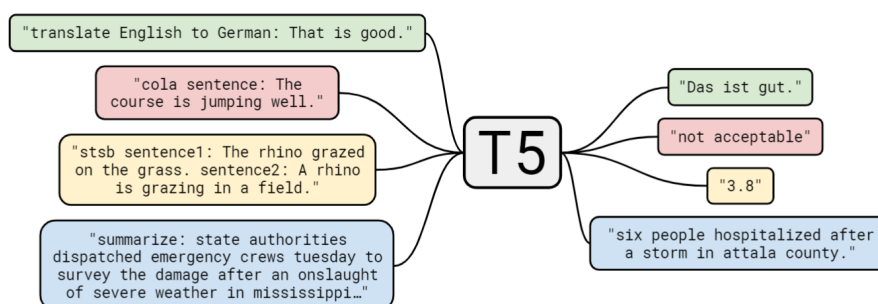 "translate English to German: That is good."
"cola sentence: The
course is jumping well."
"stsb sentence1: The rhino grazed
on the grass. sentence2: A rhino
is grazing in a field."
"summarize: state authorities
dispatched emergency crews tuesday to
survey the damage after an onslaught
of severe weather in mississippi…"
T5
"Das ist gut."
"not acceptable"
"3.8"
"six people hospitalized after
a storm in attala county."